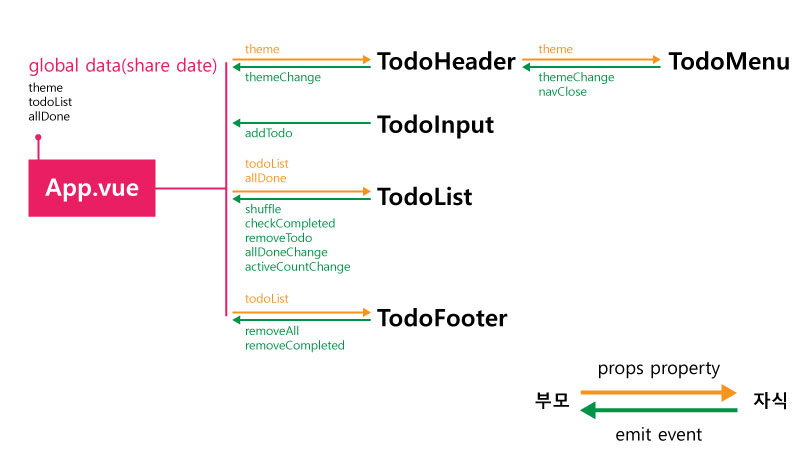 global data(share date)
theme
todoList
allDone
App.vue
theme
themeChange
TodoHeader
theme
themeChange
navClose
TodoMenu
addTodo
TodoInput
todoList
allDone
shuffle
checkCompleted
removeTodo
allDoneChange
activeCountChange
TodoList
todoList
removeAll
removeCompleted
TodoFooter
props property
부모
자식
emit event